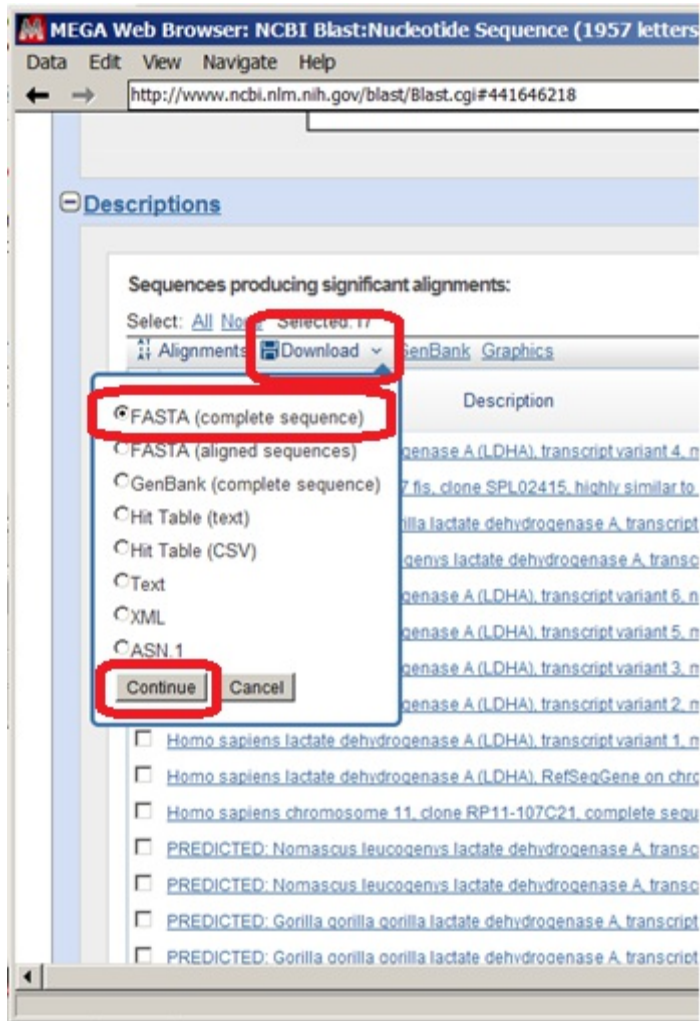 MEGA Web Browser: NCBI Blast:Nucleotide Sequence (1957 letters
Data Edit View Navigate Help
http://www.ncbi.nlm.nih.gov/blast/Blast.cgi#441646218
Descriptions
Sequences producing significant alignments:
Select: All None Selected:17
Alignments Download GenBank Graphics
Description
FASTA (complete sequence)
FASTA (aligned sequences)
GenBank (complete sequence)
Hit Table (text)
Hit Table (CSV)
Text
XML
ASN.1
Continue Cancel
genase A (LDHA), transcript variant 4, m
7 fis, clone SPL02415, highly similar to
illa lactate dehydrogenase A, transcript
genys lactate dehydrogenase A, transc
genase A (LDHA), transcript variant 6, n
genase A (LDHA), transcript variant 5, m
genase A (LDHA), transcript variant 3, m
genase A (LDHA), transcript variant 2, m
Homo sapiens lactate dehydrogenase A (LDHA), transcript variant 1, m
Homo sapiens lactate dehydrogenase A (LDHA), RefSeqGene on chro
Homo sapiens chromosome 11, clone RP11-107C21, complete sequ
PREDICTED: Nomascus leucogenys lactate dehydrogenase A, transc
PREDICTED: Nomascus leucogenys lactate dehydrogenase A, transc
PREDICTED: Gorilla gorilla gorilla lactate dehydrogenase A, transcript
PREDICTED: Gorilla gorilla gorilla lactate dehydrogenase A, transcript